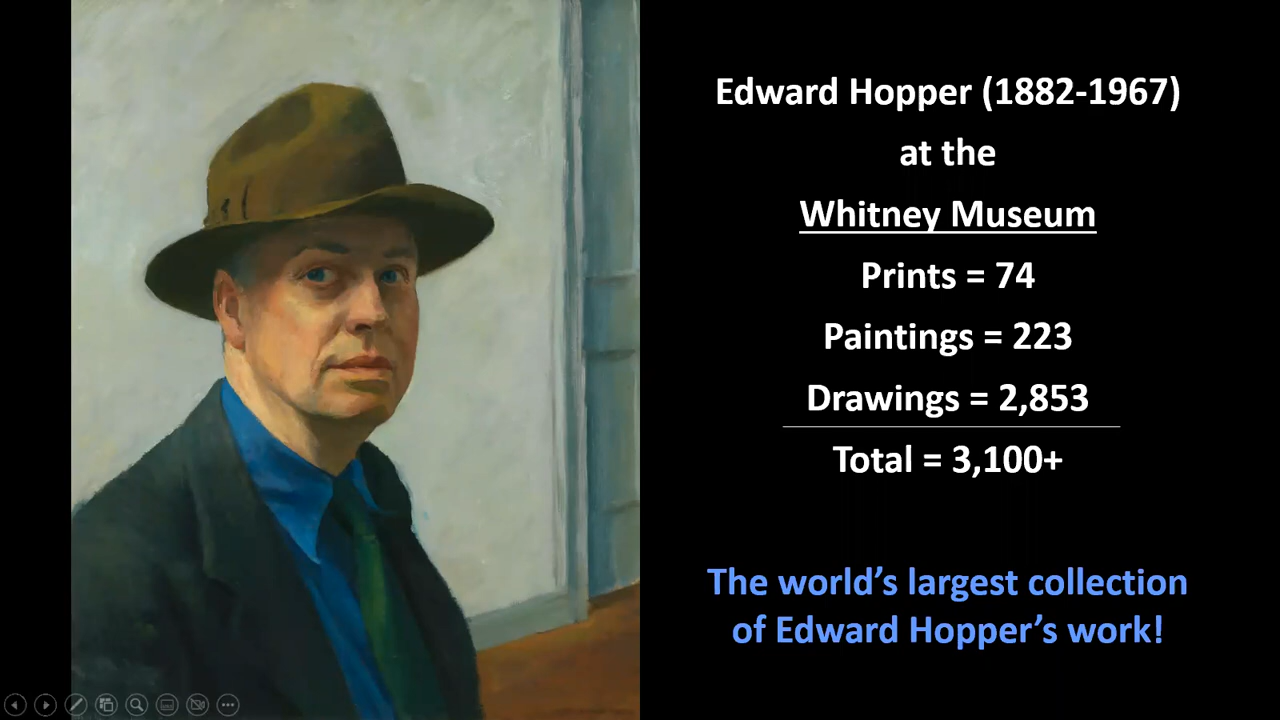 Edward Hopper (1882-1967)
at the
Whitney Museum
Prints = 74
Paintings = 223
Drawings = 2,853
Total = 3,100+
The world’s largest collection
of Edward Hopper’s work!